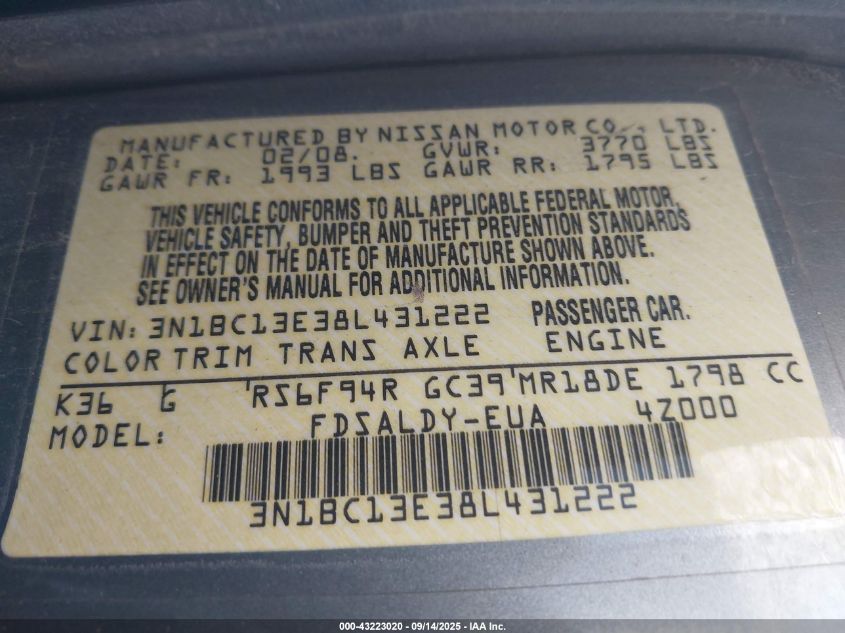 MANUFACTURED BY NISSAN MOTOR CO., LTD.
DATE: 02/08. GVWR: 3770 LBS
GAWR FR: 1993 LBS GAWR RR: 1795 LBS
THIS VEHICLE CONFORMS TO ALL APPLICABLE FEDERAL MOTOR
VEHICLE SAFETY, BUMPER AND THEFT PREVENTION STANDARDS
IN EFFECT ON THE DATE OF MANUFACTURE SHOWN ABOVE.
SEE OWNER'S MANUAL FOR ADDITIONAL INFORMATION.
VIN: 3N1BC13E38L431222 PASSENGER CAR.
COLOR TRIM TRANS AXLE ENGINE
K36 G 'RS6F94R GC39'MR18DE 1798 CC
MODEL: FDSALDY-EUA 4Z000
3N1BC13E38L431222
000-43223020 - 09/14/2025 - IAA Inc.